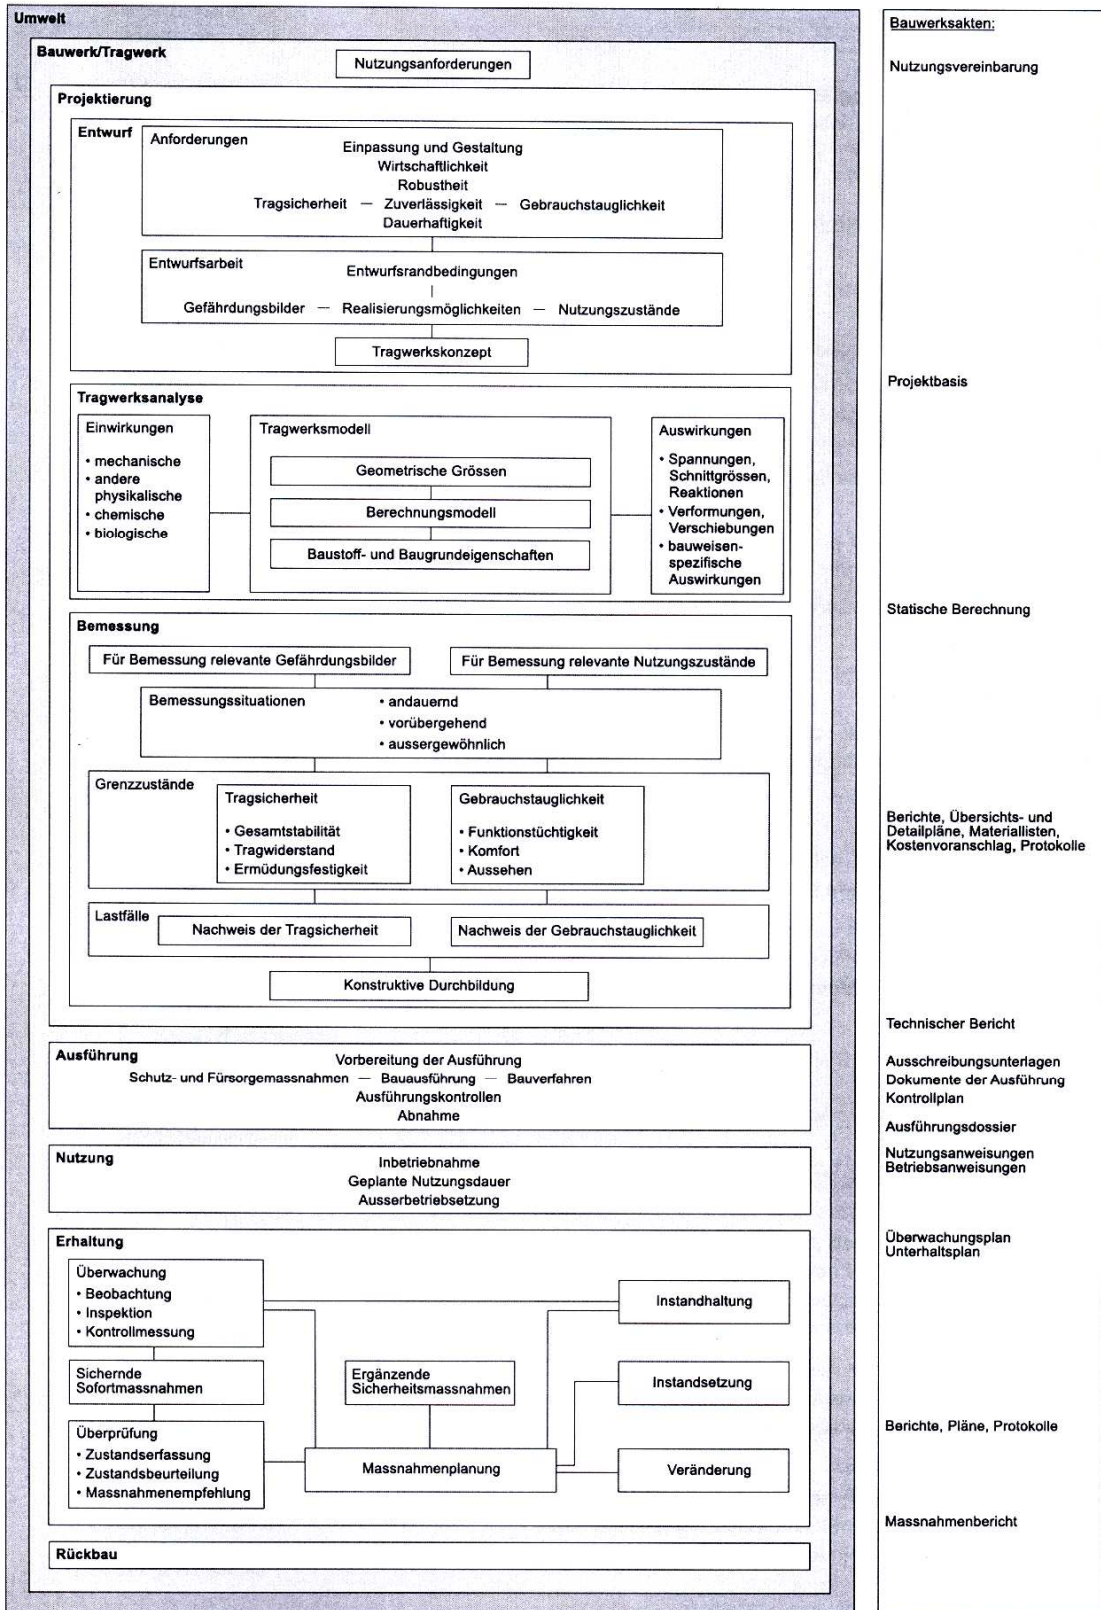 Umwelt
Bauwerk/Tragwerk
Nutzungsanforderungen
Projektierung
Entwurf
Anforderungen
Einpassung und Gestaltung
Wirtschaftlichkeit
Robustheit
Tragsicherheit — Zuverlässigkeit — Gebrauchstauglichkeit
Dauerhaftigkeit
Entwurfsarbeit
Entwurfsrandbedingungen
Gefährdungsbilder — Realisierungsmöglichkeiten — Nutzungszustände
Tragwerkskonzept
Tragwerksanalyse
Einwirkungen
• mechanische
• andere
physikalische
• chemische
• biologische
Tragwerksmodell
Geometrische Grössen
Berechnungsmodell
Baustoff- und Baugrundeigenschaften
Auswirkungen
• Spannungen,
Schnittgrössen,
Reaktionen
• Verformungen,
Verschiebungen
• bauweisen-
spezifische
Auswirkungen
Bemessung
Für Bemessung relevante Gefährdungsbilder
Für Bemessung relevante Nutzungszustände
Bemessungssituationen
• andauernd
• vorübergehend
• aussergewöhnlich
Grenzzustände
Tragsicherheit
• Gesamtstabilität
• Tragwiderstand
• Ermüdungsfestigkeit
Gebrauchstauglichkeit
• Funktionstüchtigkeit
• Komfort
• Aussehen
Lastfälle
Nachweis der Tragsicherheit
Nachweis der Gebrauchstauglichkeit
Konstruktive Durchbildung
Ausführung
Vorbereitung der Ausführung
Schutz- und Fürsorgemassnahmen — Bauausführung — Bauverfahren
Ausführungskontrollen
Abnahme
Nutzung
Inbetriebnahme
Geplante Nutzungsdauer
Ausserbetriebsetzung
Erhaltung
Überwachung
• Beobachtung
• Inspektion
• Kontrollmessung
Sichernde
Sofortmassnahmen
Überprüfung
• Zustandserfassung
• Zustandsbeurteilung
• Massnahmenempfehlung
Ergänzende
Sicherheitsmassnahmen
Massnahmenplanung
Instandhaltung
Instandsetzung
Veränderung
Rückbau
Bauwerksakten:
Nutzungsvereinbarung
Projektbasis
Statische Berechnung
Berichte, Übersichts- und
Detailpläne, Materiallisten,
Kostenvoranschlag, Protokolle
Technischer Bericht
Ausschreibungsunterlagen
Dokumente der Ausführung
Kontrollplan
Ausführungsdossier
Nutzungsanweisungen
Betriebsanweisungen
Überwachungsplan
Unterhaltsplan
Berichte, Pläne, Protokolle
Massnahmenbericht